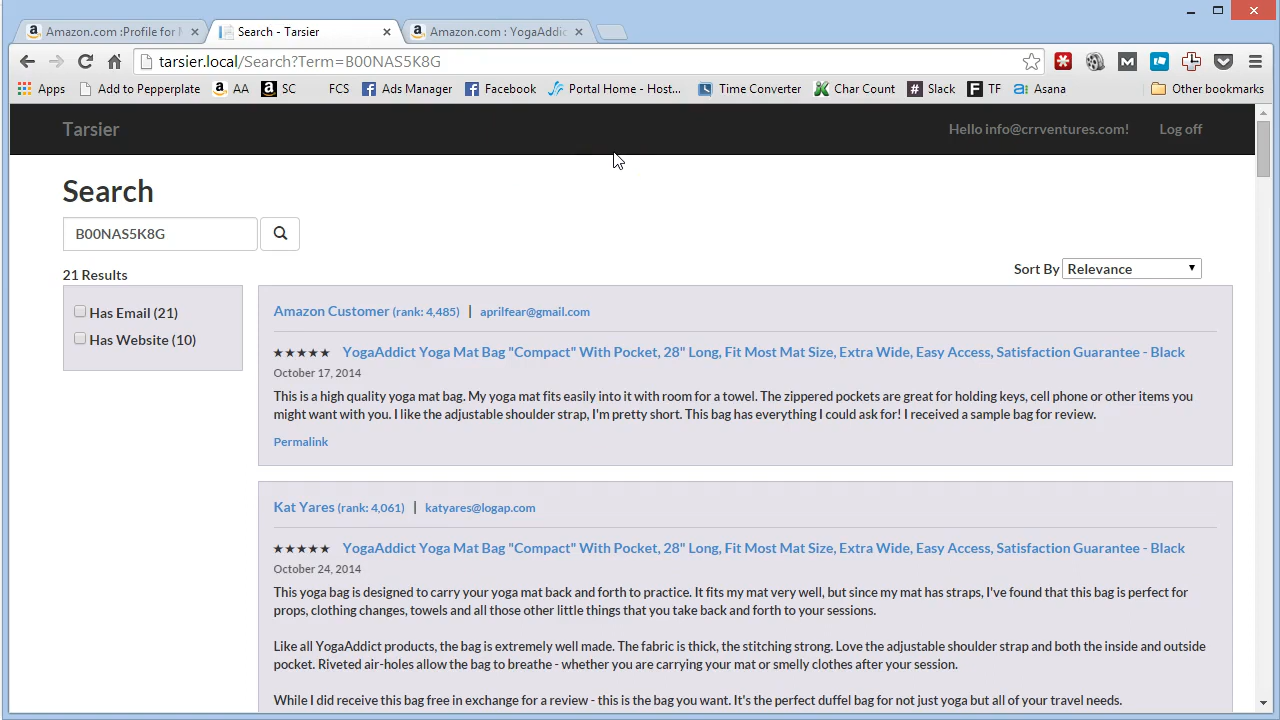 Amazon.com :Profile for
Search - Tarsier
Amazon.com : YogaAddic
tarsier.local/Search?Term=B00NAS5K8G
Apps
Add to Pepperplate
AA
SC
FCS
Ads Manager
Facebook
Portal Home - Host...
Time Converter
Char Count
Slack
TF
Asana
Other bookmarks
Tarsier
Hello info@crrventures.com!
Log off
Search
B00NAS5K8G
21 Results
Sort By Relevance
Has Email (21)
Has Website (10)
Amazon Customer (rank: 4,485) | aprilfear@gmail.com
★★★★★ YogaAddict Yoga Mat Bag "Compact" With Pocket, 28" Long, Fit Most Mat Size, Extra Wide, Easy Access, Satisfaction Guarantee - Black
October 17, 2014
This is a high quality yoga mat bag. My yoga mat fits easily into it with room for a towel. The zippered pockets are great for holding keys, cell phone or other items you
might want with you. I like the adjustable shoulder strap, I'm pretty short. This bag has everything I could ask for! I received a sample bag for review.
Permalink
Kat Yares (rank: 4,061) | katyares@logap.com
★★★★★ YogaAddict Yoga Mat Bag "Compact" With Pocket, 28" Long, Fit Most Mat Size, Extra Wide, Easy Access, Satisfaction Guarantee - Black
October 24, 2014
This yoga bag is designed to carry your yoga mat back and forth to practice. It fits my mat very well, but since my mat has straps, I've found that this bag is perfect for
props, clothing changes, towels and all those other little things that you take back and forth to your sessions.
Like all YogaAddict products, the bag is extremely well made. The fabric is thick, the stitching strong. Love the adjustable shoulder strap and both the inside and outside
pocket. Riveted air-holes allow the bag to breathe - whether you are carrying your mat or smelly clothes after your session.
While I did receive this bag free in exchange for a review - this is the bag you want. It's the perfect duffel bag for not just yoga but all of your travel needs.